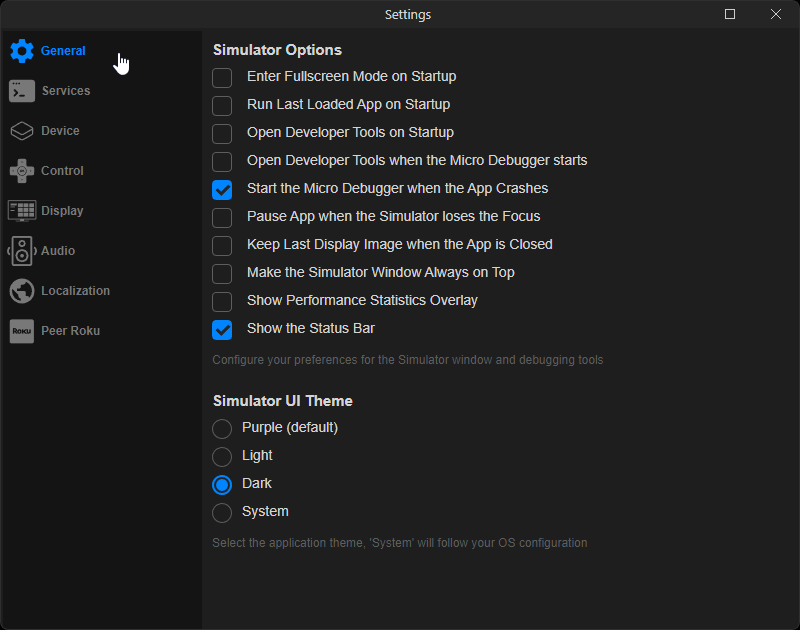 Settings
General
Services
Device
Control
Display
Audio
Localization
Roku
Peer Roku
Simulator Options
Enter Fullscreen Mode on Startup
Run Last Loaded App on Startup
Open Developer Tools on Startup
Open Developer Tools when the Micro Debugger starts
Start the Micro Debugger when the App Crashes
Pause App when the Simulator loses the Focus
Keep Last Display Image when the App is Closed
Make the Simulator Window Always on Top
Show Performance Statistics Overlay
Show the Status Bar
Configure your preferences for the Simulator window and debugging tools
Simulator UI Theme
Purple (default)
Light
Dark
System
Select the application theme, 'System' will follow your OS configuration